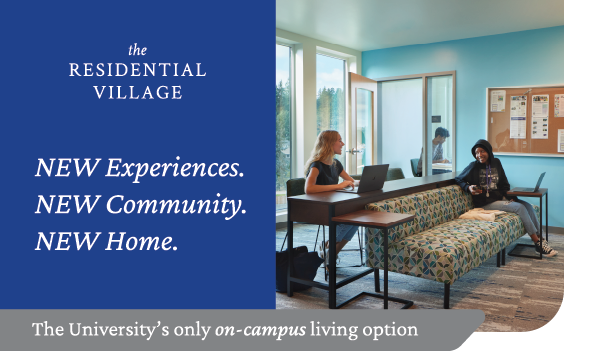 the
RESIDENTIAL
VILLAGE
NEW Experiences.
NEW Community.
NEW Home.
The University's only on-campus living option